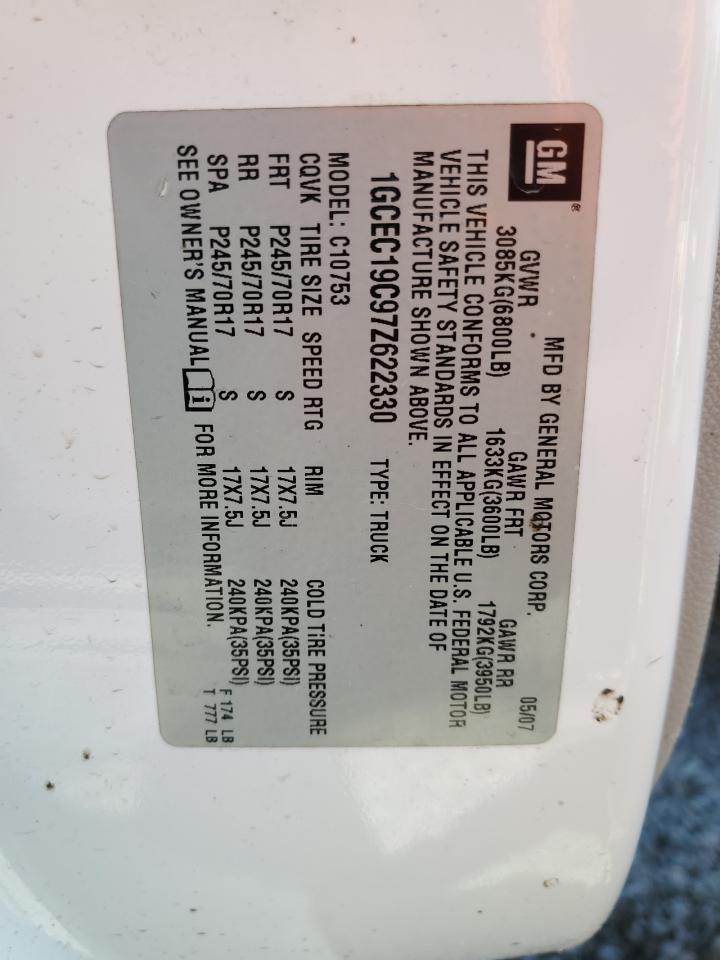 GM®
MFD BY GENERAL MOTORS CORP. 05/07
GVWR GAWR FRT GAWR RR
3085KG(6800LB) 1633KG(3600LB) 1792KG(3950LB)
THIS VEHICLE CONFORMS TO ALL APPLICABLE U.S. FEDERAL MOTOR
VEHICLE SAFETY STANDARDS IN EFFECT ON THE DATE OF
MANUFACTURE SHOWN ABOVE.
1GCEC19C97Z622330 TYPE: TRUCK
MODEL: C10753
CQVK TIRE SIZE SPEED RTG RIM COLD TIRE PRESSURE
FRT P245/70R17 S 17X7.5J 240KPA(35PSI)
RR P245/70R17 S 17X7.5J 240KPA(35PSI)
SPA P245/70R17 S 17X7.5J 240KPA(35PSI)
SEE OWNER'S MANUAL i FOR MORE INFORMATION.
F 174 LB
T 777 LB